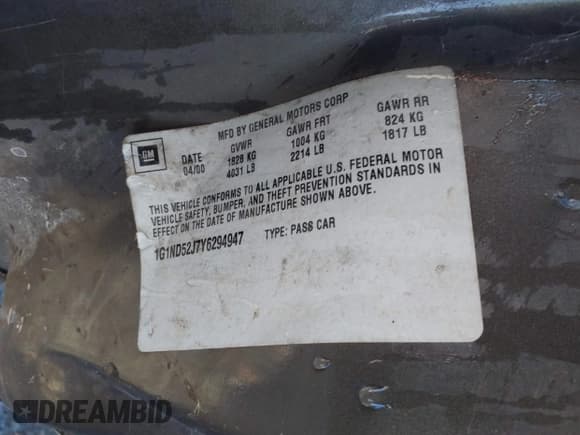 MFD BY GENERAL MOTORS CORP
GM DATE GVWR GAWR FRT GAWR RR
04/00 1828 KG 1004 KG 824 KG
4031 LB 2214 LB 1817 LB
THIS VEHICLE CONFORMS TO ALL APPLICABLE U.S. FEDERAL MOTOR
VEHICLE SAFETY, BUMPER, AND THEFT PREVENTION STANDARDS IN
EFFECT ON THE DATE OF MANUFACTURE SHOWN ABOVE.
1G1ND52J7Y6294947 TYPE: PASS CAR
DREAMBID